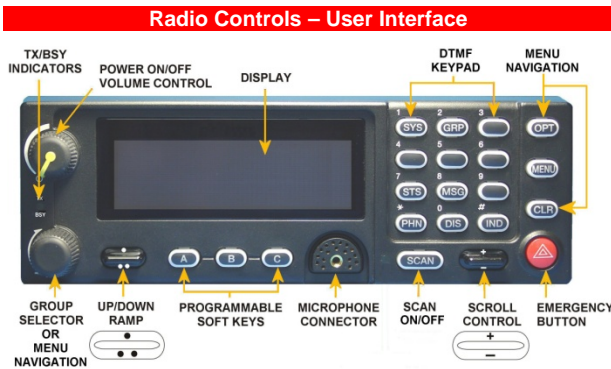 Radio Controls – User Interface
TX/BSY
INDICATORS
POWER ON/OFF
VOLUME CONTROL
DISPLAY
DTMF
KEYPAD
MENU
NAVIGATION
1 2 3
SYS GRP
OPT
4 5 6
MENU
7 8 9
STS MSG
CLR
* 0 #
PHN DIS IND
BSY
A B C
SCAN
+
−
GROUP
SELECTOR
OR
MENU
NAVIGATION
UP/DOWN
RAMP
PROGRAMMABLE
SOFT KEYS
MICROPHONE
CONNECTOR
SCAN
ON/OFF
SCROLL
CONTROL
+
−
EMERGENCY
BUTTON